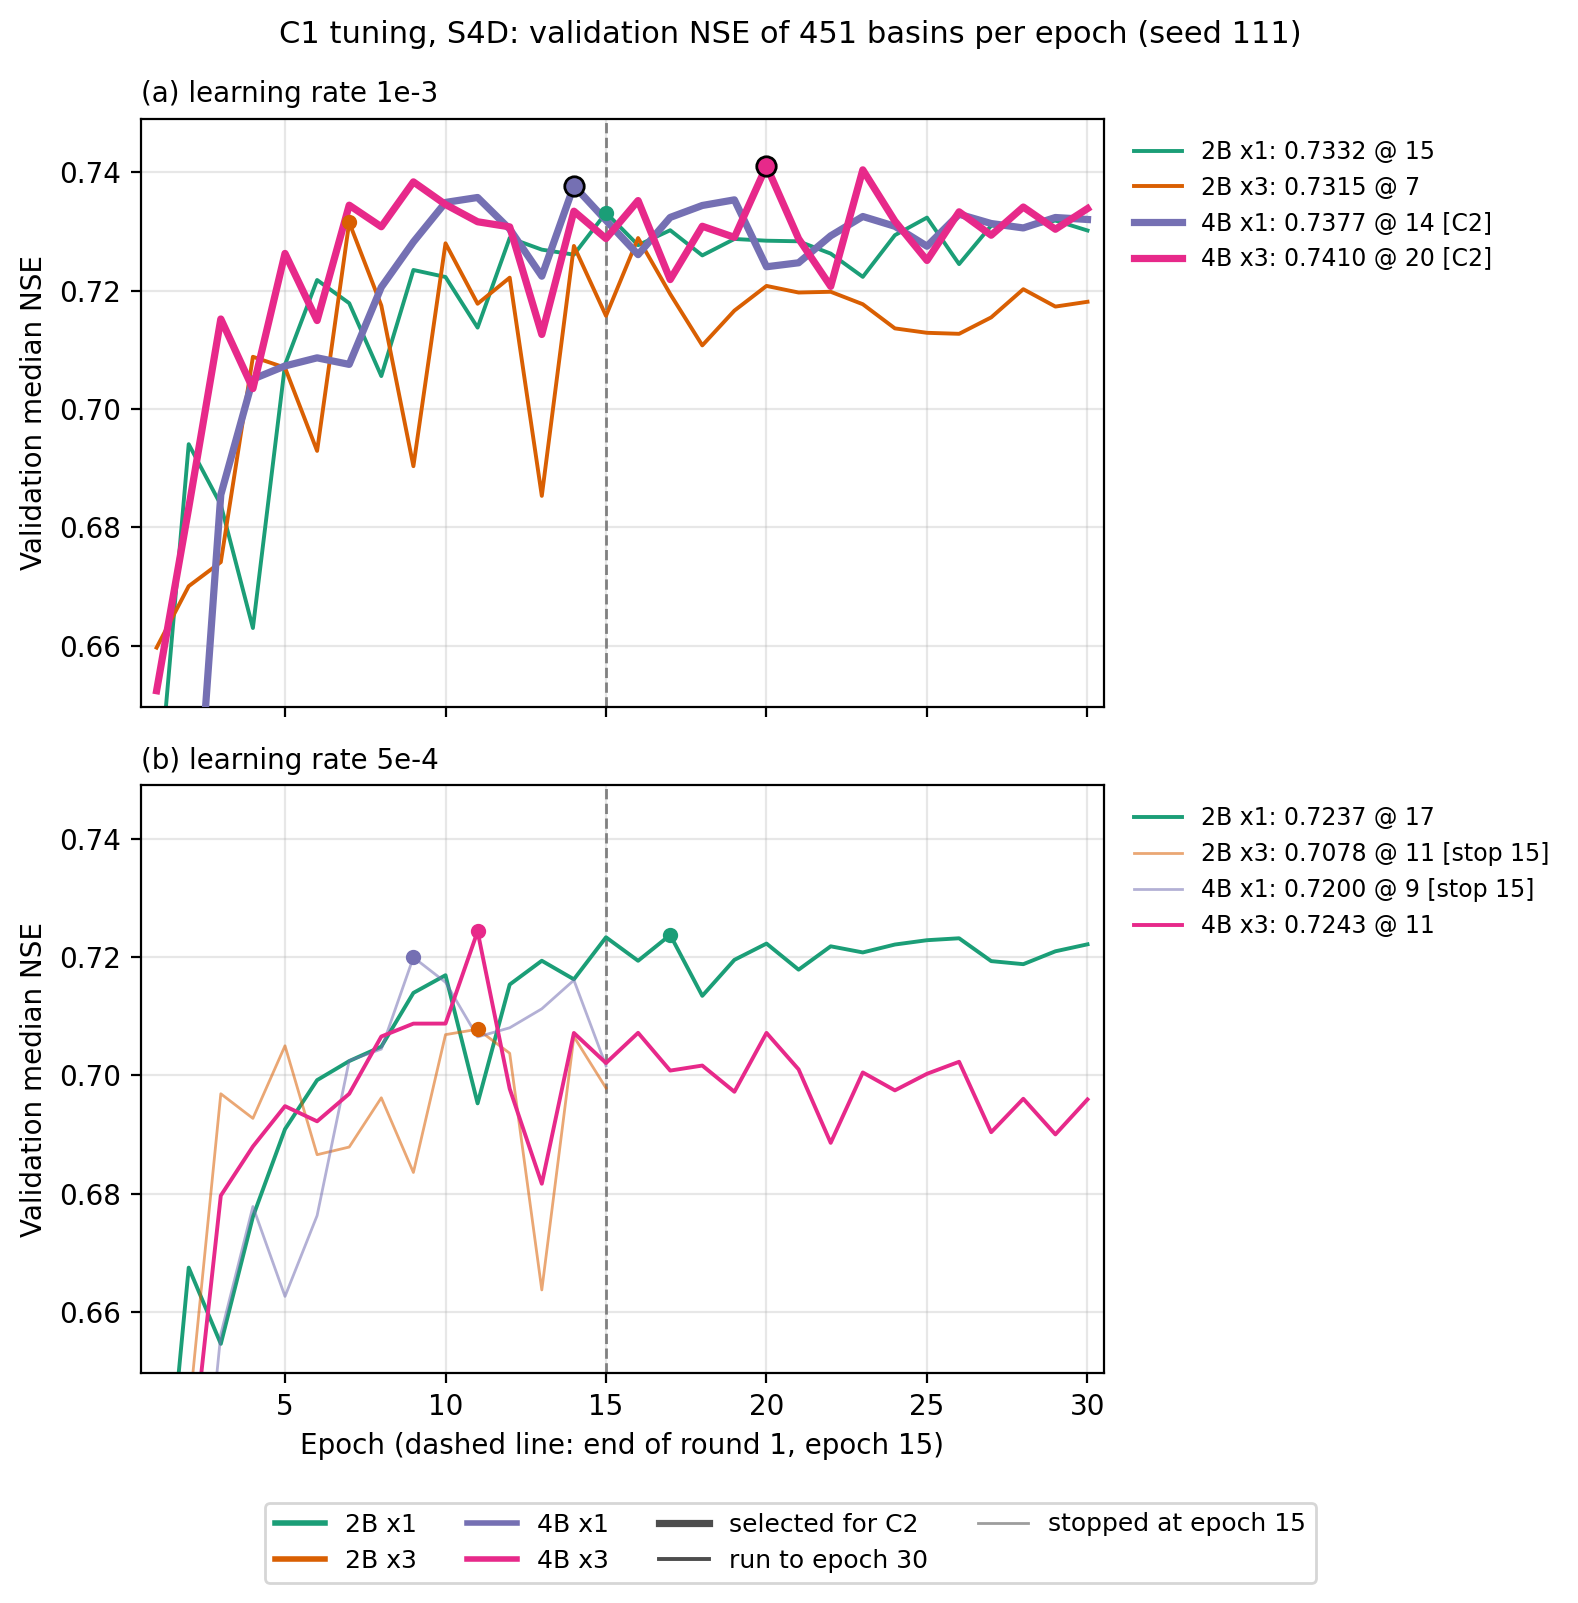 C1 tuning, S4D: validation NSE of 451 basins per epoch (seed 111)
(a) learning rate 1e-3
Validation median NSE
0.74
0.72
0.70
0.68
0.66
2B x1: 0.7332 @ 15
2B x3: 0.7315 @ 7
4B x1: 0.7377 @ 14 [C2]
4B x3: 0.7410 @ 20 [C2]
(b) learning rate 5e-4
Validation median NSE
0.74
0.72
0.70
0.68
0.66
2B x1: 0.7237 @ 17
2B x3: 0.7078 @ 11 [stop 15]
4B x1: 0.7200 @ 9 [stop 15]
4B x3: 0.7243 @ 11
5 10 15 20 25 30
Epoch (dashed line: end of round 1, epoch 15)
2B x1 4B x1 selected for C2 stopped at epoch 15
2B x3 4B x3 run to epoch 30